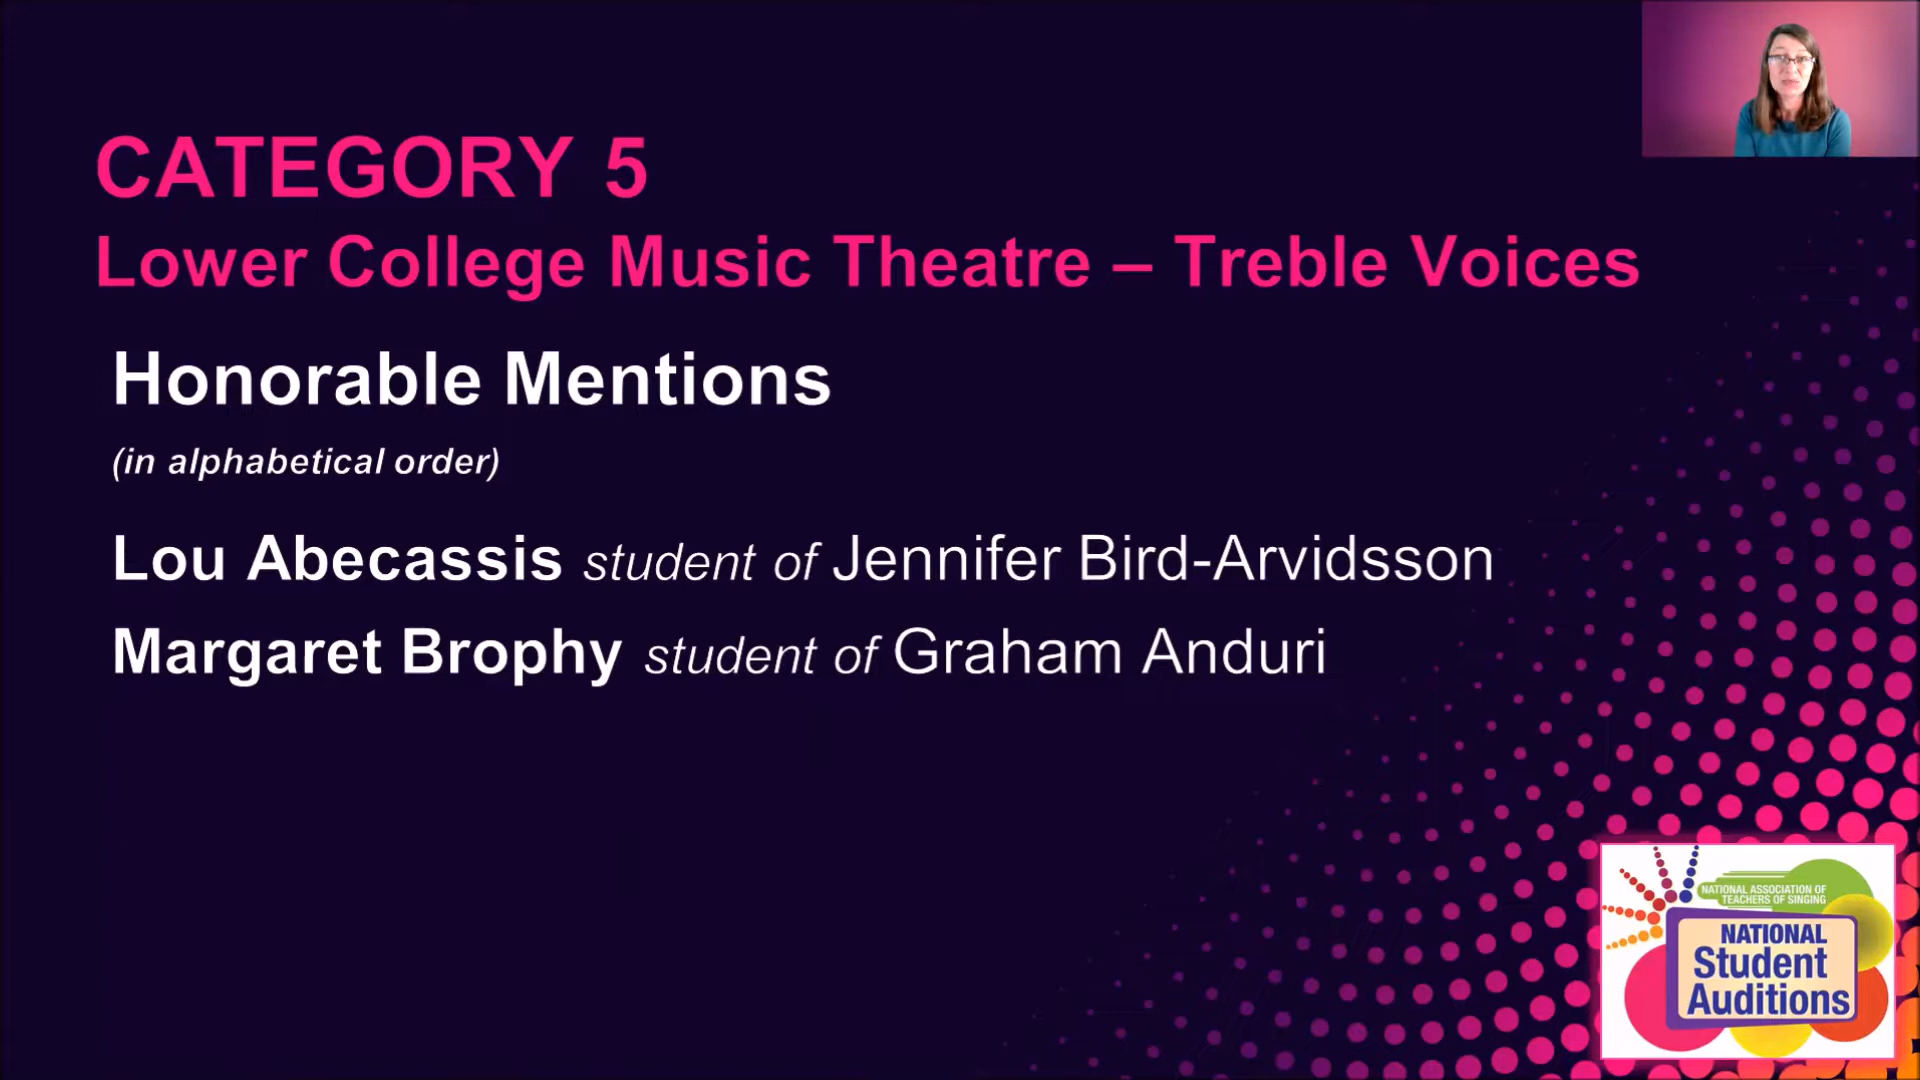 CATEGORY 5
Lower College Music Theatre – Treble Voices
Honorable Mentions
(in alphabetical order)
Lou Abecassis student of Jennifer Bird-Arvidsson
Margaret Brophy student of Graham Anduri
NATIONAL ASSOCIATION OF
TEACHERS OF SINGING
NATIONAL
Student
Auditions